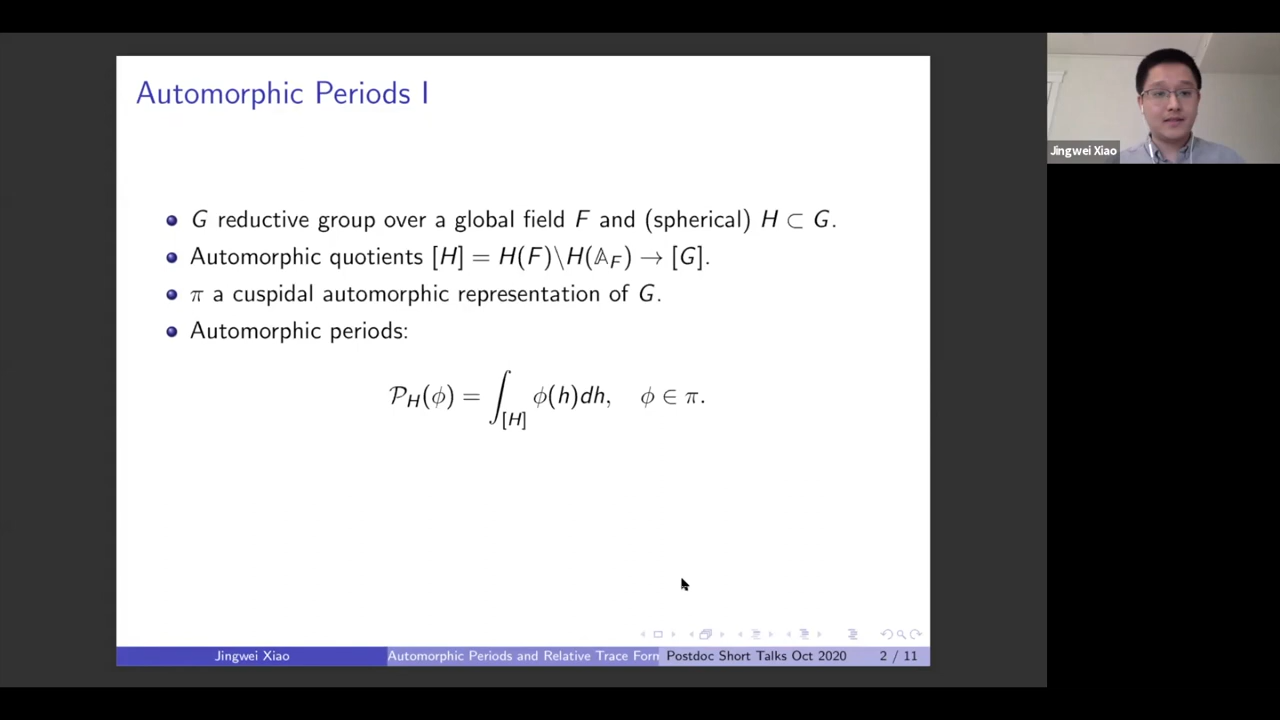 Automorphic Periods I
G reductive group over a global field F and (spherical) H ⊂ G.
Automorphic quotients [H] = H(F)\H(𝔸_F) → [G].
π a cuspidal automorphic representation of G.
Automorphic periods:
𝒫_H(ϕ) = ∫_[H] ϕ(h)dh, ϕ ∈ π.
Jingwei Xiao Automorphic Periods and Relative Trace Form Postdoc Short Talks Oct 2020 2 / 11
Jingwei Xiao